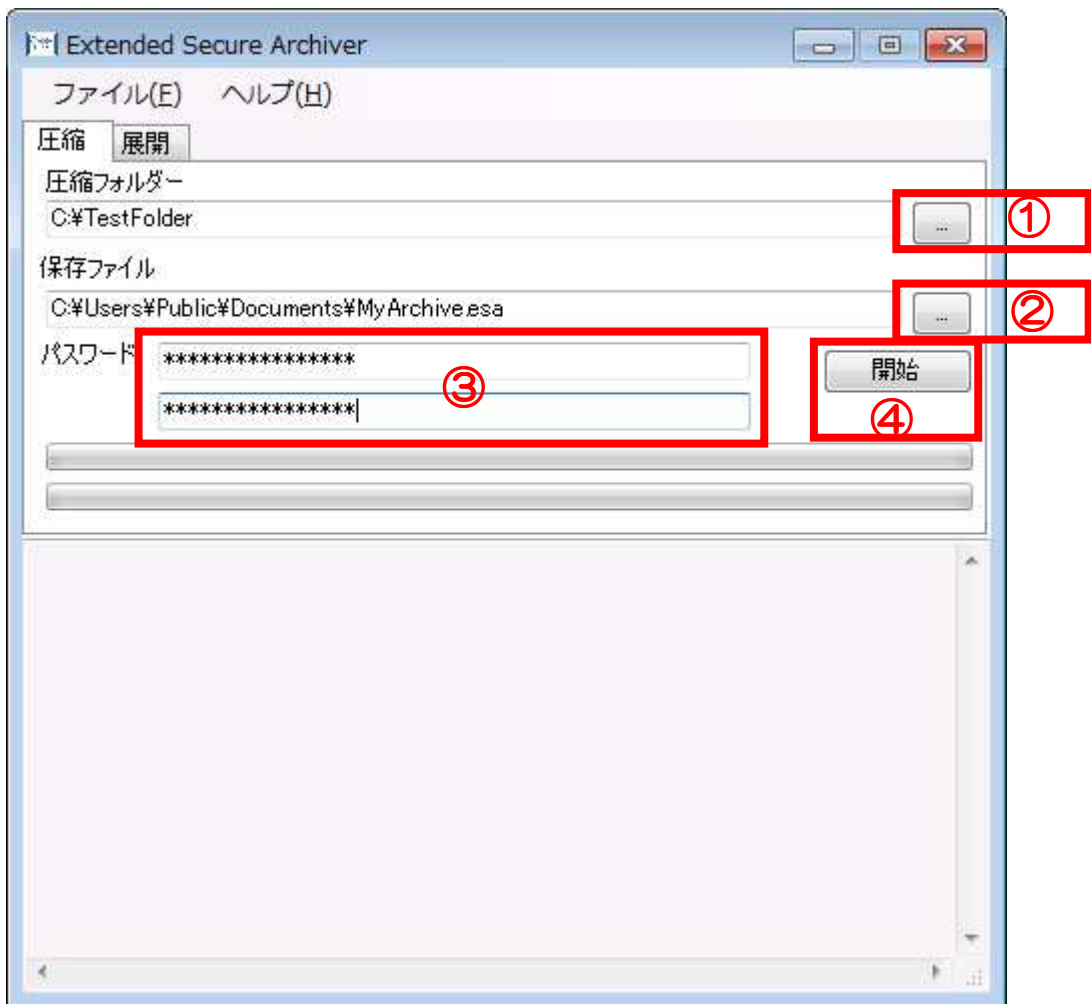 Extended Secure Archiver
ファイル(F) ヘルプ(H)
圧縮 展開
圧縮フォルダー
C:¥TestFolder ... ①
保存ファイル
C:¥Users¥Public¥Documents¥MyArchive.esa ... ②
パスワード **************** 開始
③
**************** ④